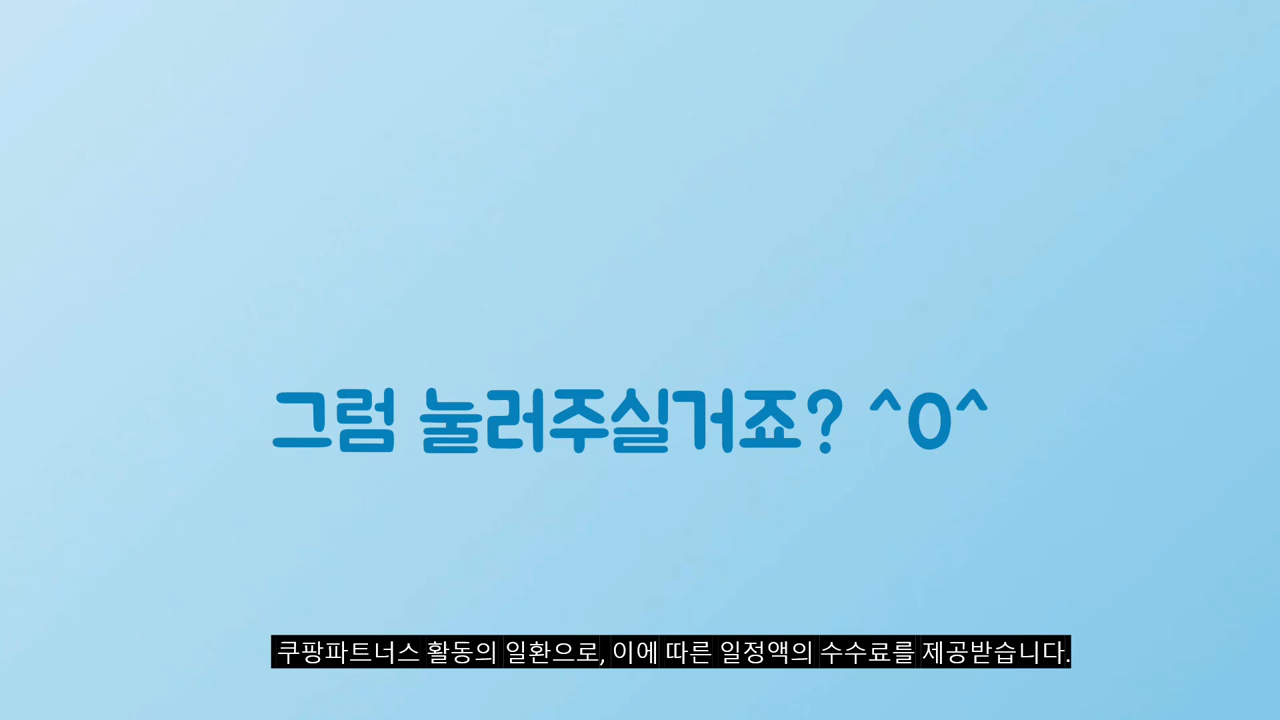 그럼 눌러주실거죠? ^0^
쿠팡파트너스 활동의 일환으로, 이에 따른 일정액의 수수료를 제공받습니다.